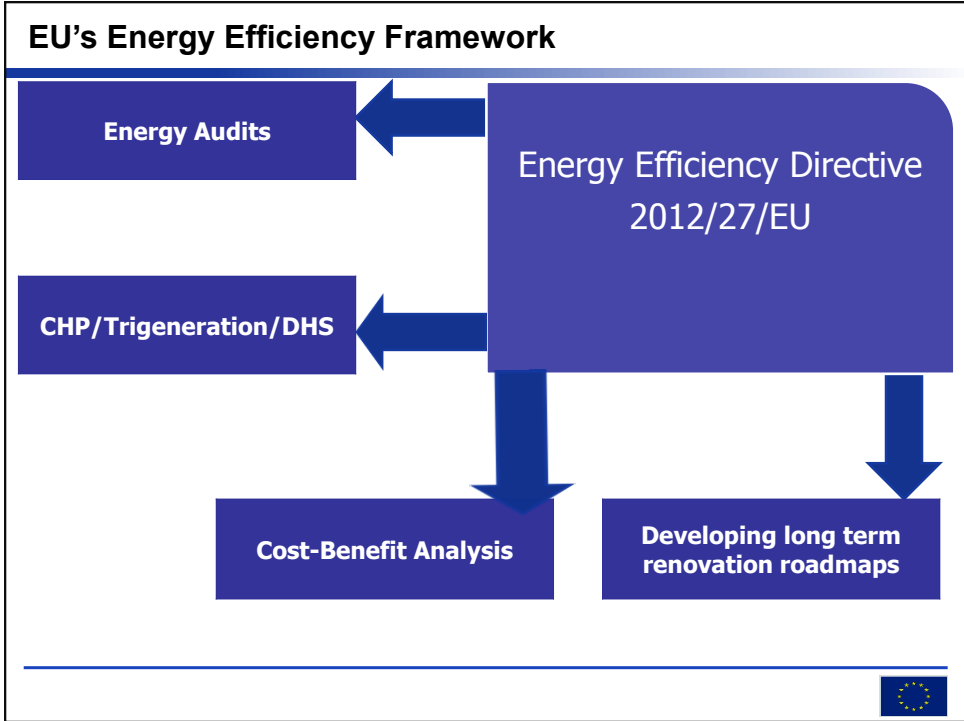 EU’s Energy Efficiency Framework
Energy Audits
Energy Efficiency Directive
2012/27/EU
CHP/Trigeneration/DHS
Cost-Benefit Analysis
Developing long term
renovation roadmaps